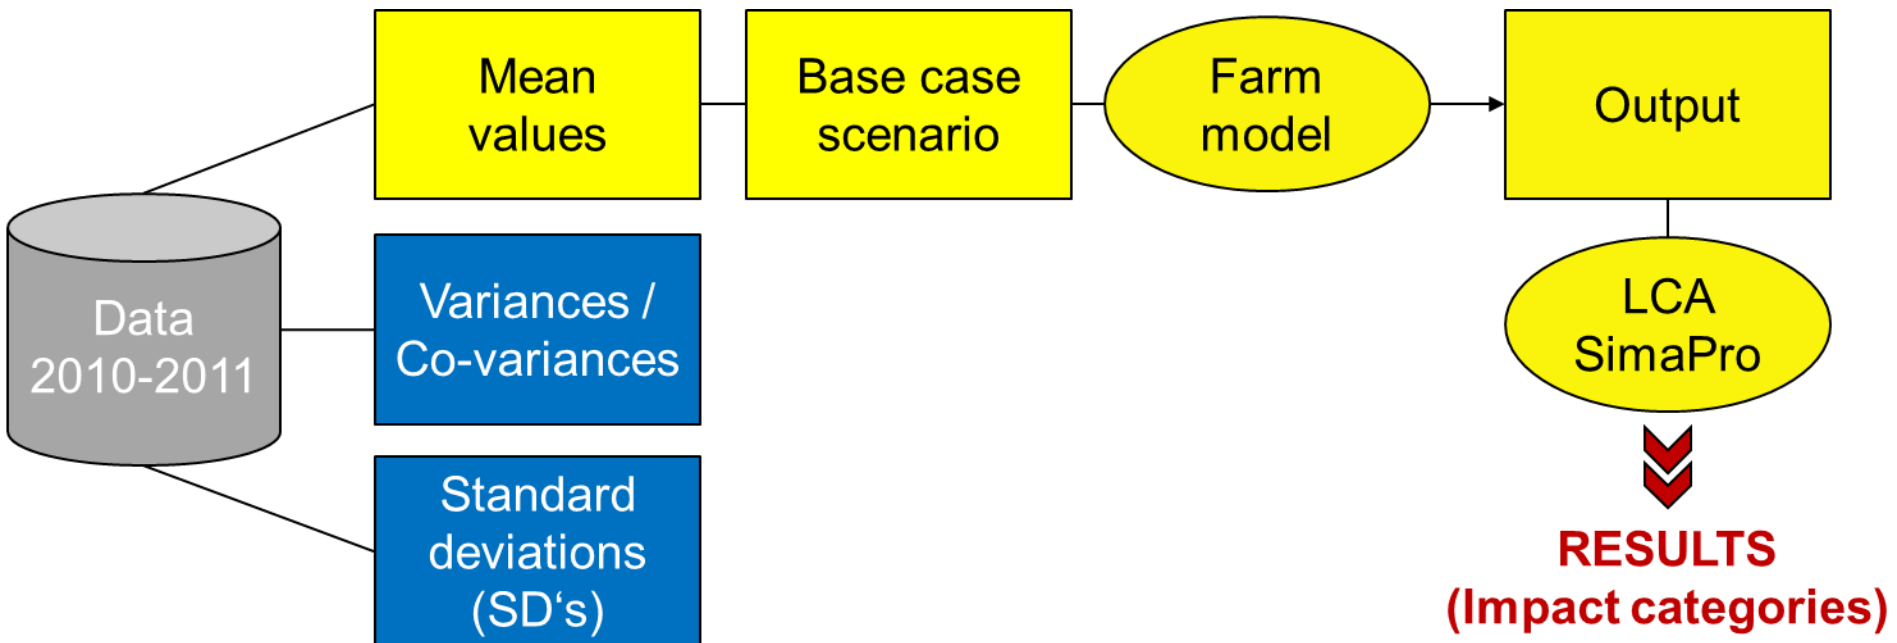 Mean
values
Base case
scenario
Farm
model
Output
Data
2010-2011
Variances /
Co-variances
Standard
deviations
(SD‘s)
LCA
SimaPro
RESULTS
(Impact categories)